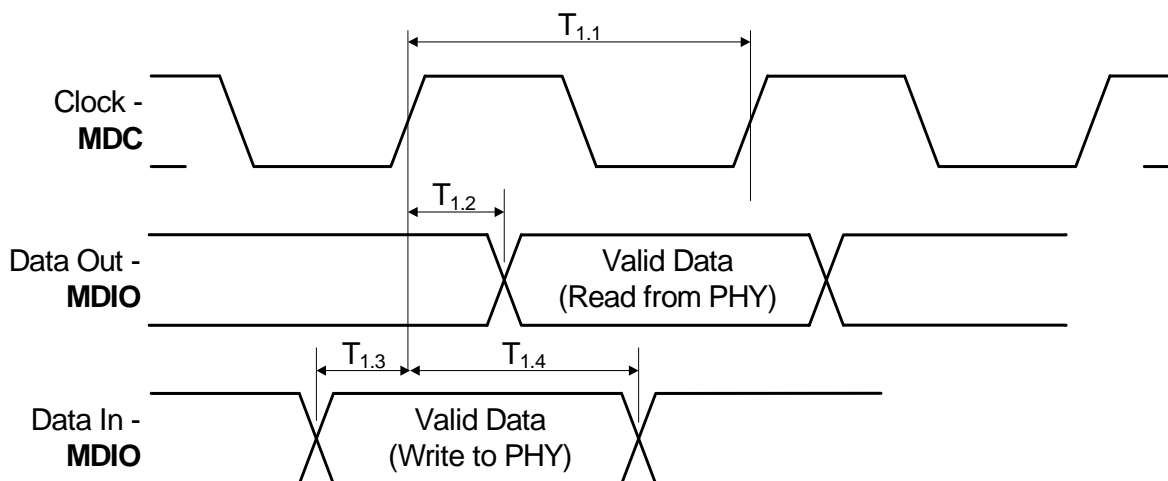 T1.1
Clock -
MDC
T1.2
Data Out -
MDIO
Valid Data
(Read from PHY)
T1.3
T1.4
Data In -
MDIO
Valid Data
(Write to PHY)